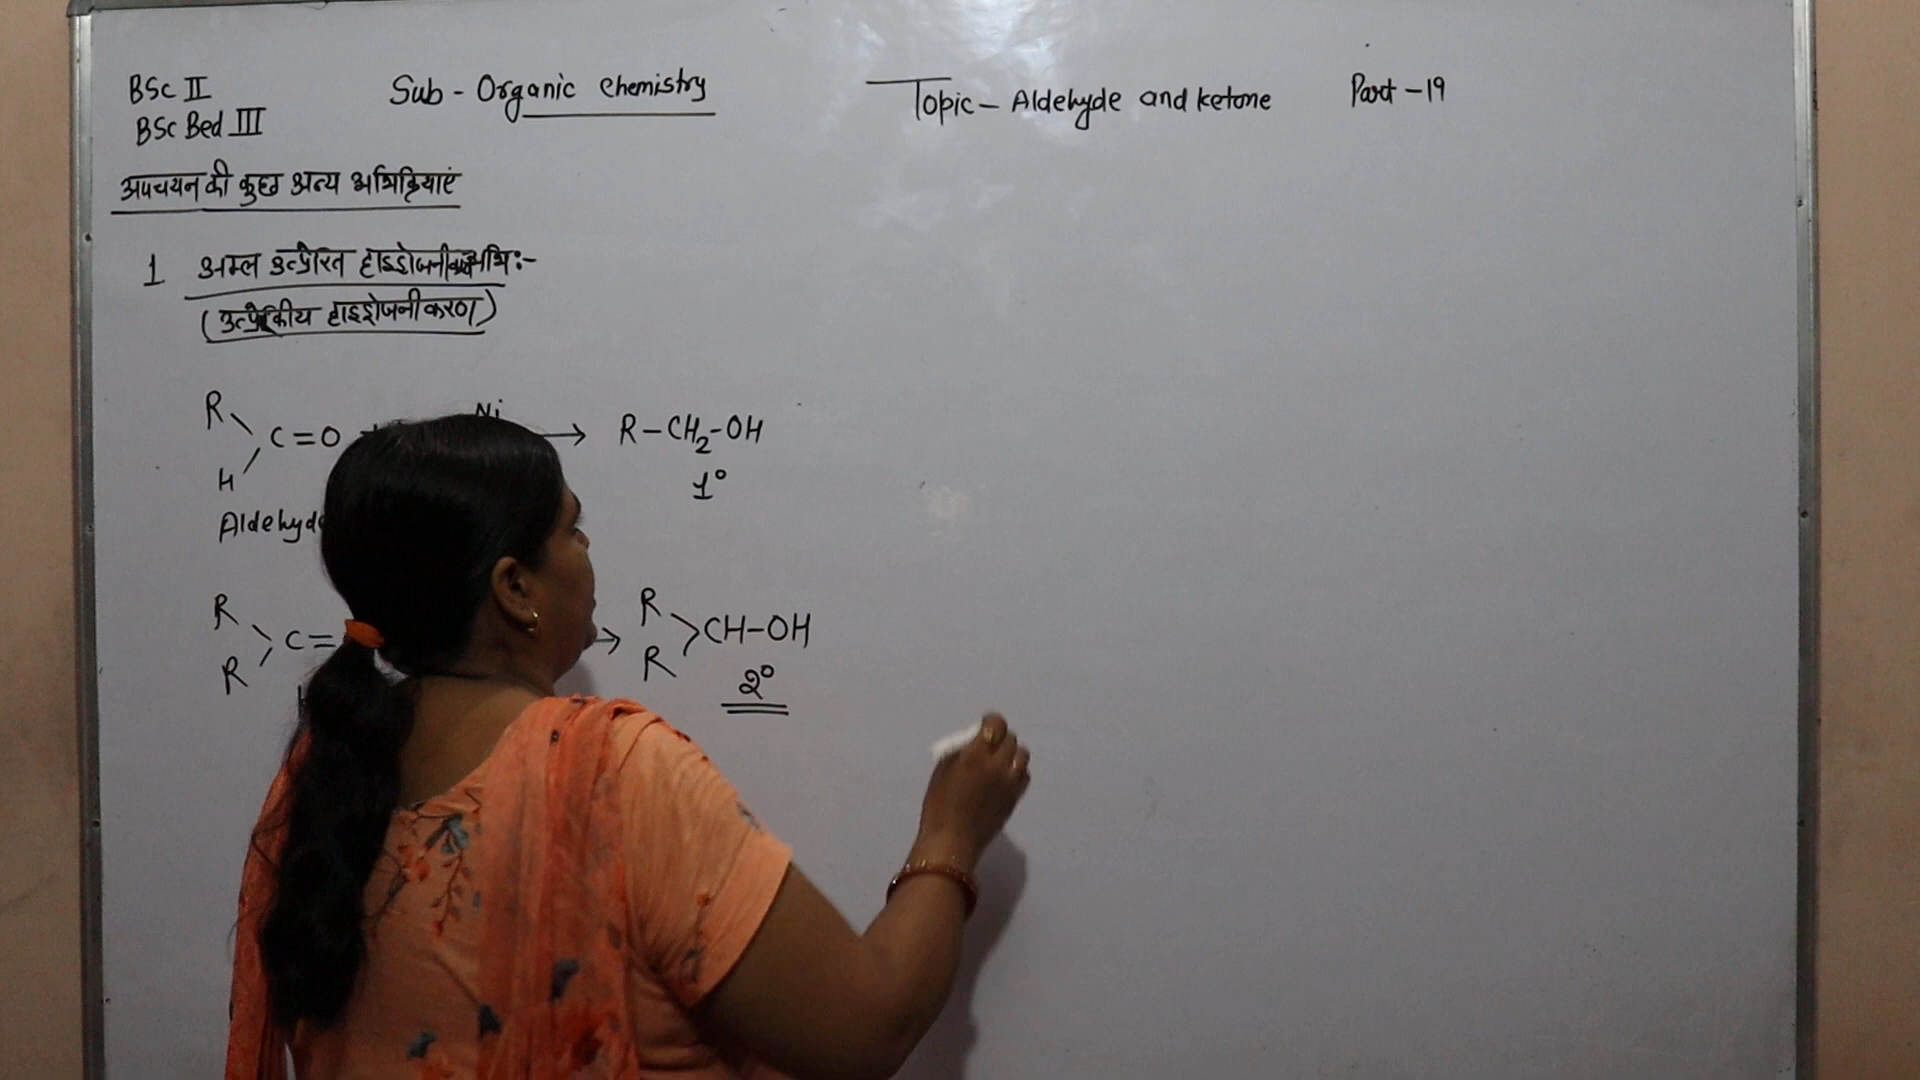 BSc II
BSc Bed III
Sub - Organic chemistry
Topic - Aldehyde and ketone
Part - 19
अपचयन की कुछ अन्य अभिक्रियाएं
1 अम्ल उत्प्रेरित हाइड्रोजनीकरण अभि:-
(उत्प्रेरकीय हाइड्रोजनीकरण)
R
C=O Ni → R-CH2-OH
H
1°
Aldehyde
R R
C= → CH-OH
R R
2°